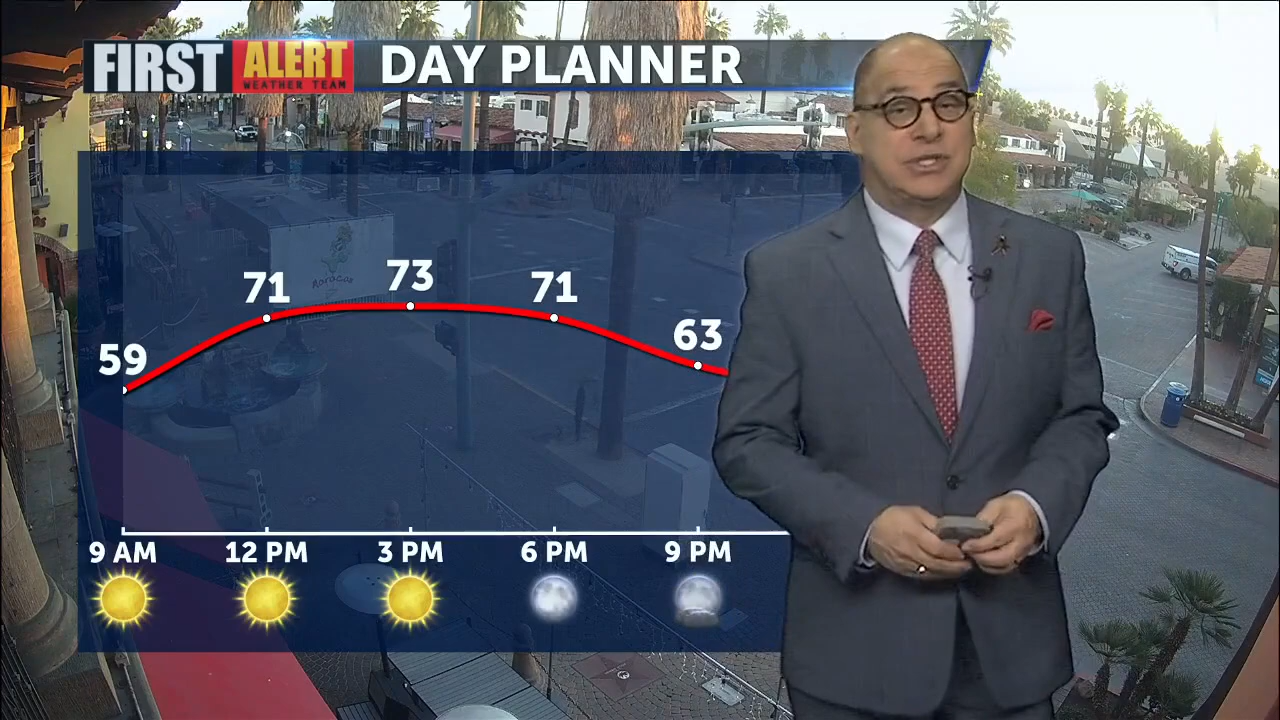 FIRST ALERT DAY PLANNER
WEATHER TEAM
Maracas
71 73 71
59 63
9 AM 12 PM 3 PM 6 PM 9 PM